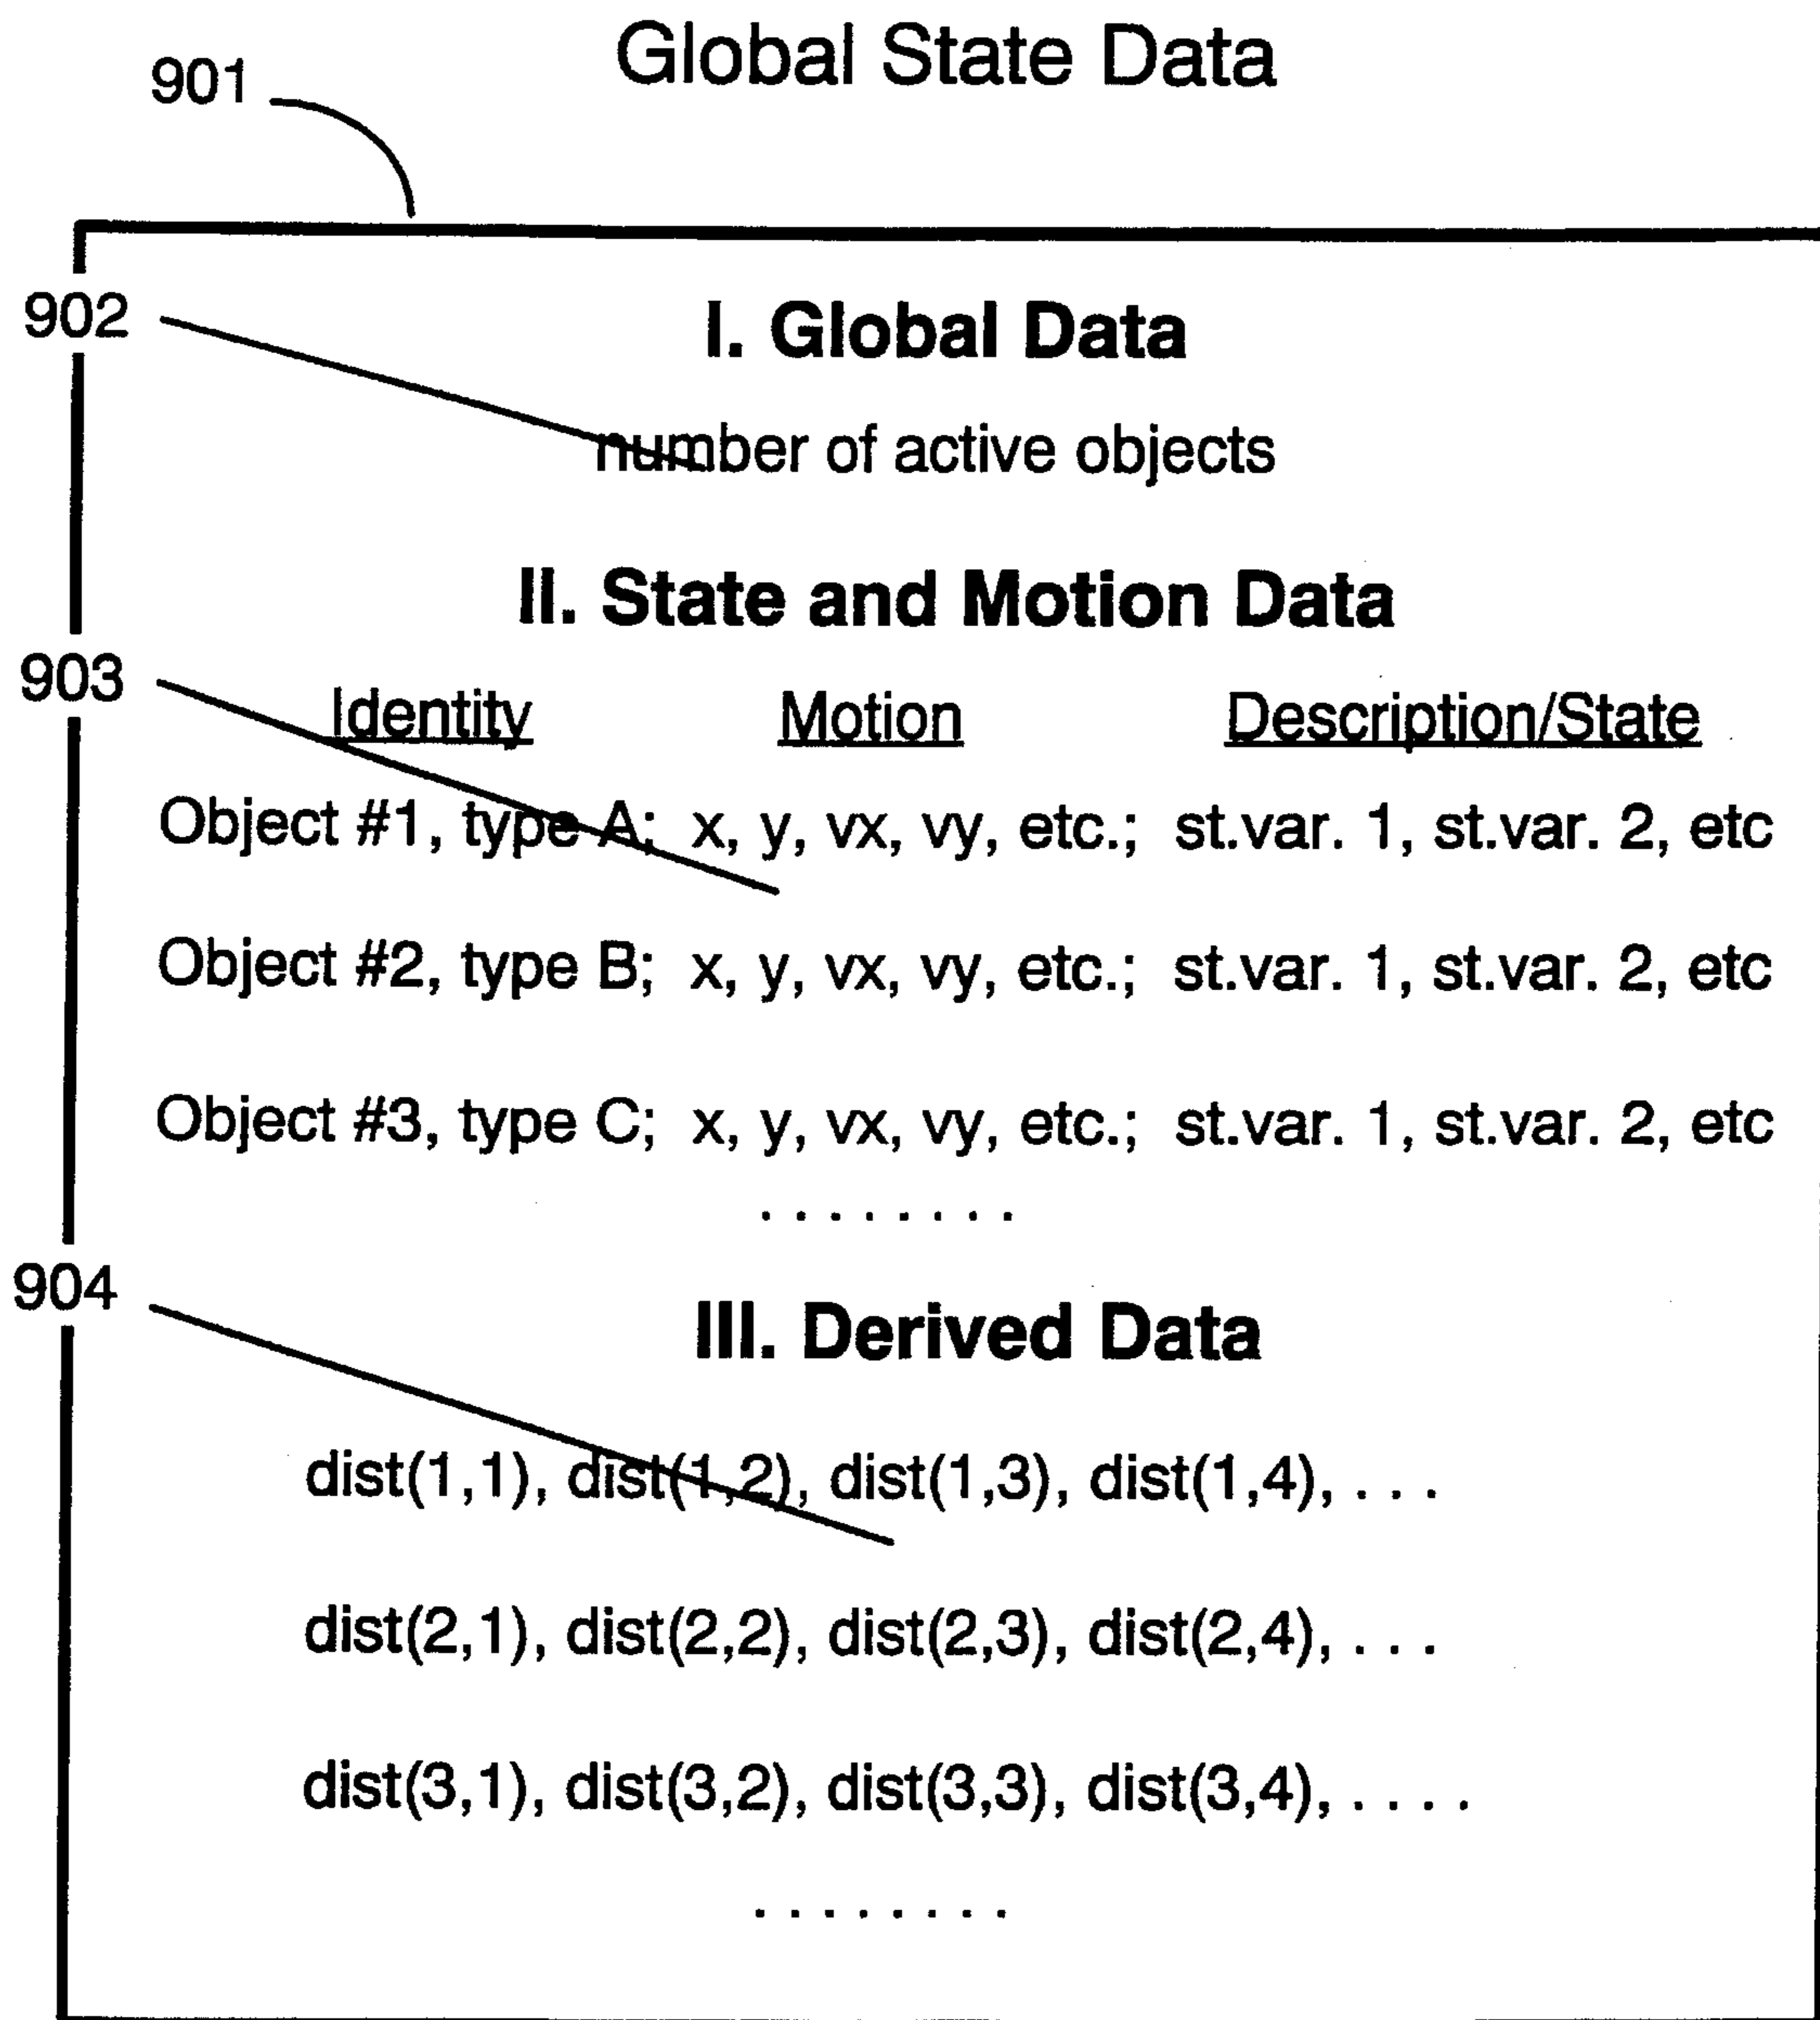 Global State Data
901
902
I. Global Data
number of active objects
II. State and Motion Data
903
Identity Motion Description/State
Object #1, type A; x, y, vx, vy, etc.; st.var. 1, st.var. 2, etc
Object #2, type B; x, y, vx, vy, etc.; st.var. 1, st.var. 2, etc
Object #3, type C; x, y, vx, vy, etc.; st.var. 1, st.var. 2, etc
. . . . . . . .
904
III. Derived Data
dist(1,1), dist(1,2), dist(1,3), dist(1,4), . . .
dist(2,1), dist(2,2), dist(2,3), dist(2,4), . . .
dist(3,1), dist(3,2), dist(3,3), dist(3,4), . . . .
. . . . . . . .